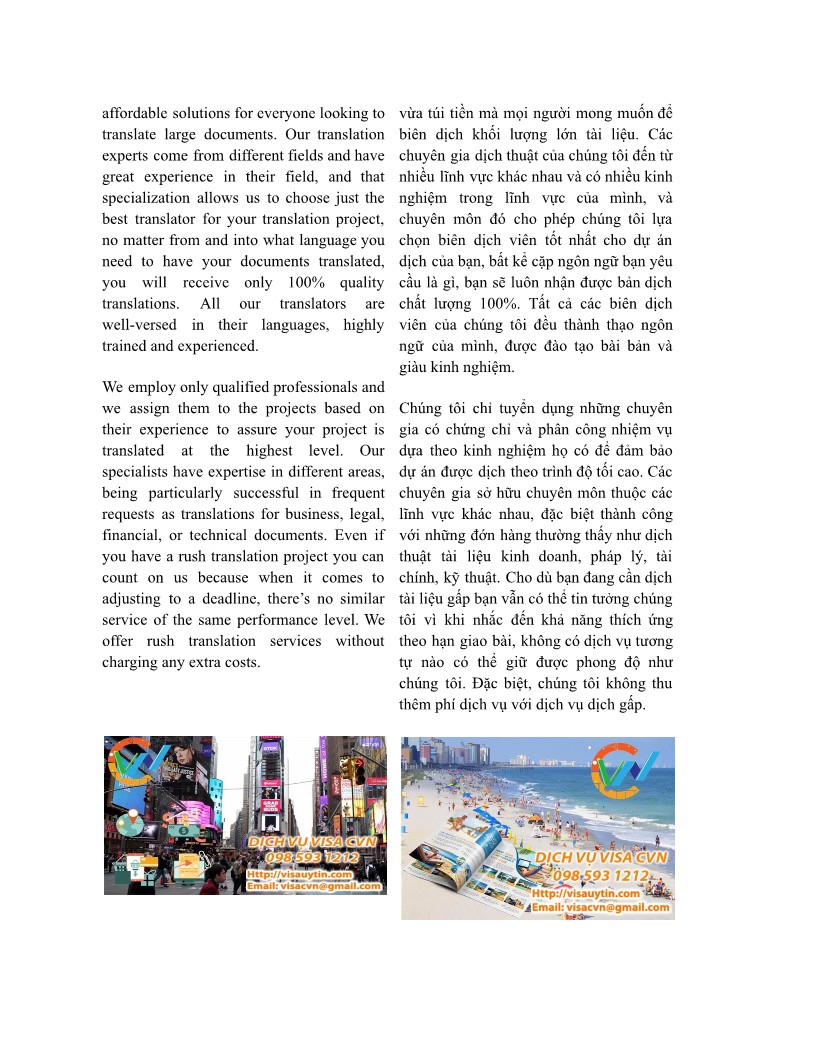 affordable solutions for everyone looking to
translate large documents. Our translation
experts come from different fields and have
great experience in their field, and that
specialization allows us to choose just the
best translator for your translation project,
no matter from and into what language you
need to have your documents translated,
you will receive only 100% quality
translations. All our translators are
well-versed in their languages, highly
trained and experienced.
We employ only qualified professionals and
we assign them to the projects based on
their experience to assure your project is
translated at the highest level. Our
specialists have expertise in different areas,
being particularly successful in frequent
requests as translations for business, legal,
financial, or technical documents. Even if
you have a rush translation project you can
count on us because when it comes to
adjusting to a deadline, there’s no similar
service of the same performance level. We
offer rush translation services without
charging any extra costs.
vừa túi tiền mà mọi người mong muốn để
biên dịch khối lượng lớn tài liệu. Các
chuyên gia dịch thuật của chúng tôi đến từ
nhiều lĩnh vực khác nhau và có nhiều kinh
nghiệm trong lĩnh vực của mình, và
chuyên môn đó cho phép chúng tôi lựa
chọn biên dịch viên tốt nhất cho dự án
dịch của bạn, bất kể cặp ngôn ngữ bạn yêu
cầu là gì, bạn sẽ luôn nhận được bản dịch
chất lượng 100%. Tất cả các biên dịch
viên của chúng tôi đều thành thạo ngôn
ngữ của mình, được đào tạo bài bản và
giàu kinh nghiệm.
Chúng tôi chỉ tuyển dụng những chuyên
gia có chứng chỉ và phân công nhiệm vụ
dựa theo kinh nghiệm họ có để đảm bảo
dự án được dịch theo trình độ tối cao. Các
chuyên gia sở hữu chuyên môn thuộc các
lĩnh vực khác nhau, đặc biệt thành công
với những đớn hàng thường thấy như dịch
thuật tài liệu kinh doanh, pháp lý, tài
chính, kỹ thuật. Cho dù bạn đang cần dịch
tài liệu gấp bạn vẫn có thể tin tưởng chúng
tôi vì khi nhắc đến khả năng thích ứng
theo hạn giao bài, không có dịch vụ tương
tự nào có thể giữ được phong độ như
chúng tôi. Đặc biệt, chúng tôi không thu
thêm phí dịch vụ với dịch vụ dịch gấp.
DỊCH VỤ VISA CVN
098 593 1212
Http://visauytin.com
Email: visacvn@gmail.com
DỊCH VỤ VISA CVN
098 593 1212
Http://visauytin.com
Email: visacvn@gmail.com